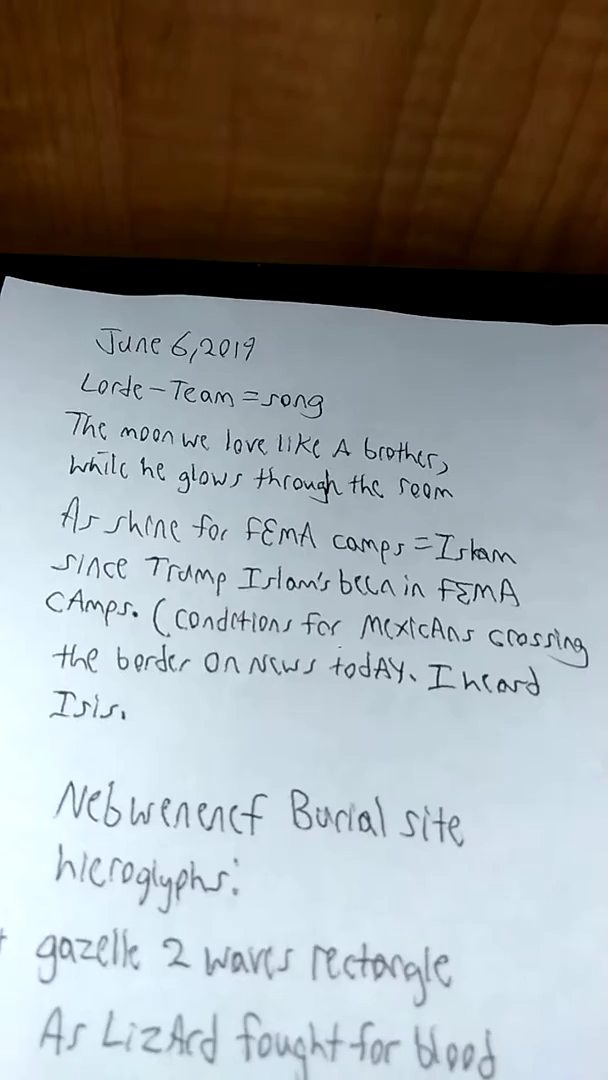 June 6, 2019
Lorde - Team = song
The moon we love like A brother,
while he glows through the room
As shine for FEMA camps = Islam
since Trump Islam's been in FEMA
CAmps. (conditions for MexicAns crossing
the border on News todAy. I heard
Isis.
Nebwenenef Burial site
hieroglyphs:
gazelle 2 waves rectangle
As LizArd fought for blood